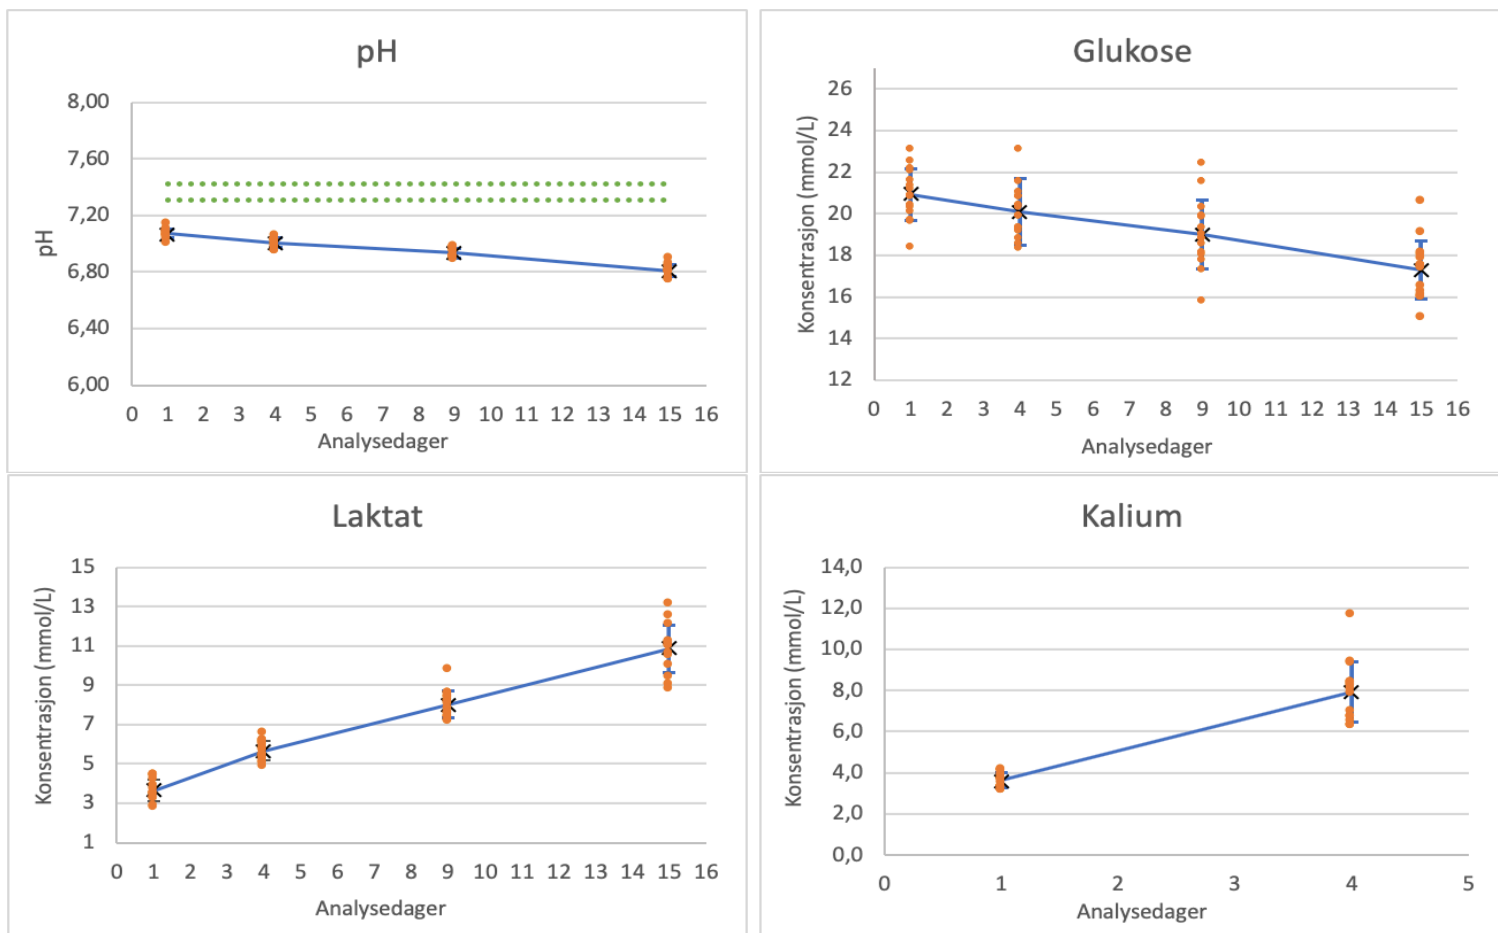 pH
8,00
7,60
7,20
6,80
6,40
6,00
pH
0 1 2 3 4 5 6 7 8 9 10 11 12 13 14 15 16
Analysedager
Glukose
26
24
22
20
18
16
14
12
Konsentrasjon (mmol/L)
0 1 2 3 4 5 6 7 8 9 10 11 12 13 14 15 16
Analysedager
Laktat
15
13
11
9
7
5
3
1
Konsentrasjon (mmol/L)
0 1 2 3 4 5 6 7 8 9 10 11 12 13 14 15 16
Analysedager
Kalium
14,0
12,0
10,0
8,0
6,0
4,0
2,0
0,0
Konsentrasjon (mmol/L)
0 1 2 3 4 5
Analysedager